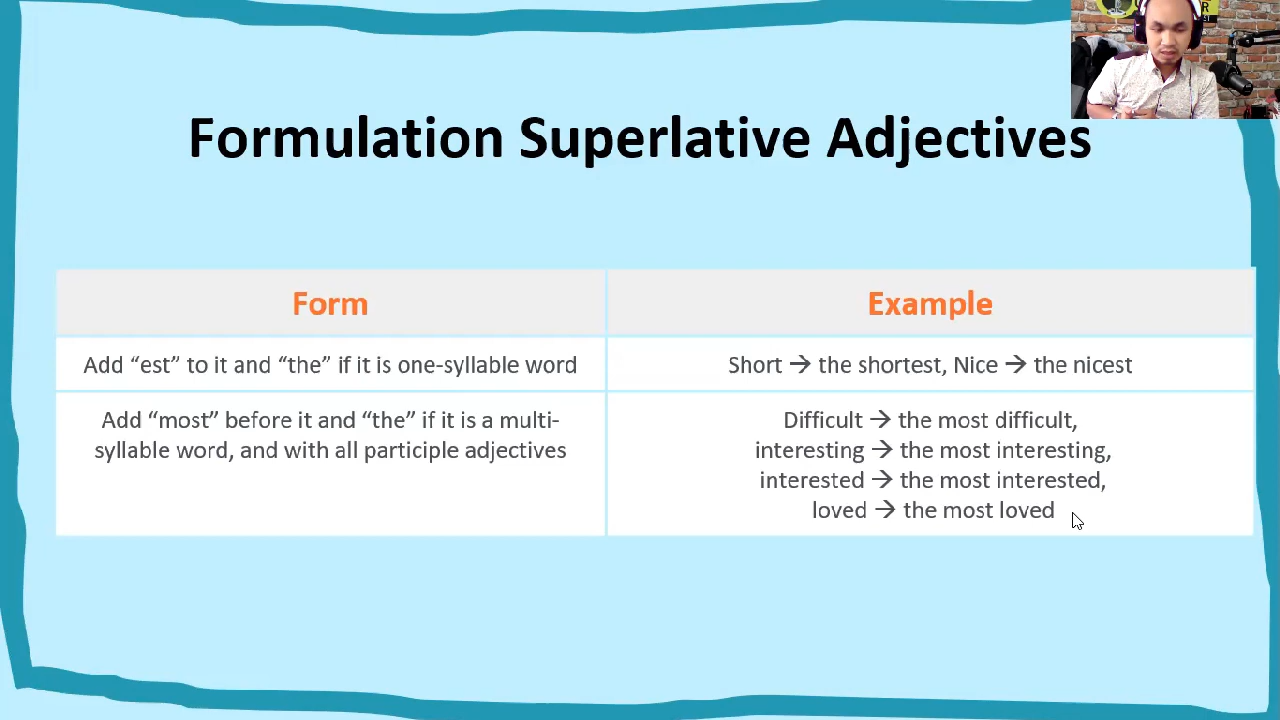 Formulation Superlative Adjectives
Form
Example
Add “est” to it and “the” if it is one-syllable word
Short → the shortest, Nice → the nicest
Add “most” before it and “the” if it is a multi-
syllable word, and with all participle adjectives
Difficult → the most difficult,
interesting → the most interesting,
interested → the most interested,
loved → the most loved